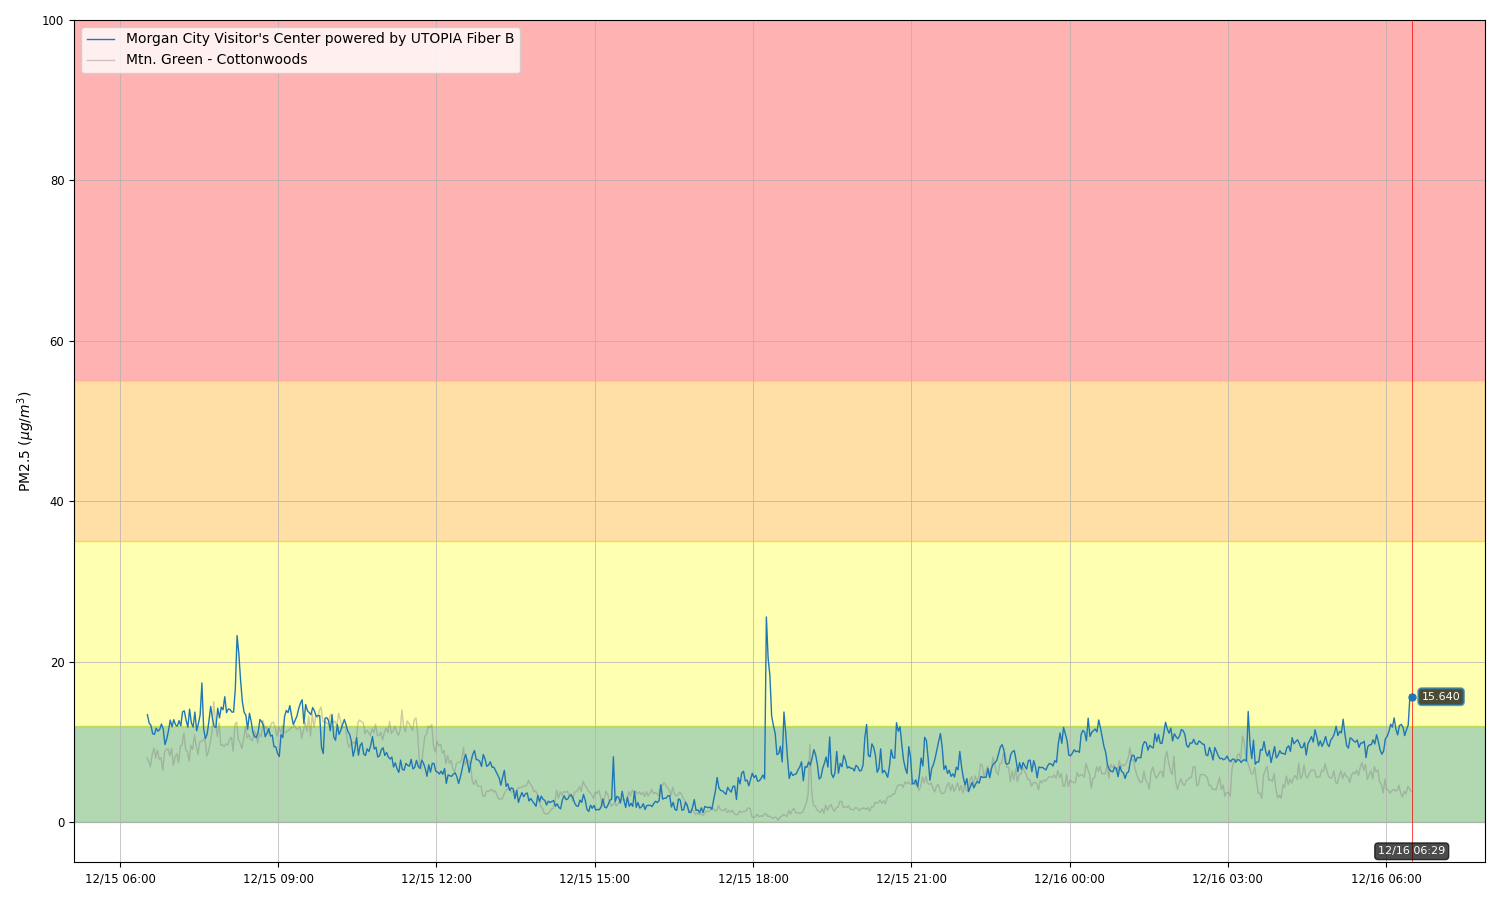 100
80
60
40
20
0
PM2.5 (μg/m³)
Morgan City Visitor's Center powered by UTOPIA Fiber B
Mtn. Green - Cottonwoods
15.640
12/16 06:29
12/15 06:00 12/15 09:00 12/15 12:00 12/15 15:00 12/15 18:00 12/15 21:00 12/16 00:00 12/16 03:00 12/16 06:00